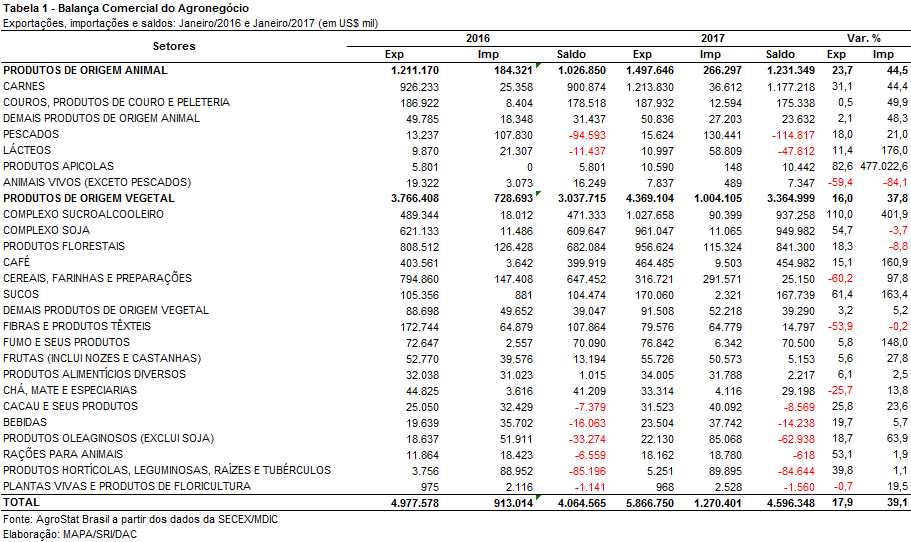 Tabela 1 - Balança Comercial do Agronegócio
Exportações, importações e saldos: Janeiro/2016 e Janeiro/2017 (em US$ mil)
Setores 2016 2017 Var. %
Exp Imp Saldo Exp Imp Saldo Exp Imp
PRODUTOS DE ORIGEM ANIMAL 1.211.170 184.321 1.026.850 1.497.646 266.297 1.231.349 23,7 44,5
CARNES 926.233 25.358 900.874 1.213.830 36.612 1.177.218 31,1 44,4
COUROS, PRODUTOS DE COURO E PELETERIA 186.922 8.404 178.518 187.932 12.594 175.338 0,5 49,9
DEMAIS PRODUTOS DE ORIGEM ANIMAL 49.785 18.348 31.437 50.836 27.203 23.632 2,1 48,3
PESCADOS 13.237 107.830 -94.593 15.624 130.441 -114.817 18,0 21,0
LÁCTEOS 9.870 21.307 -11.437 10.997 58.809 -47.812 11,4 176,0
PRODUTOS APICOLAS 5.801 0 5.801 10.590 148 10.442 82,6 477.022,6
ANIMAIS VIVOS (EXCETO PESCADOS) 19.322 3.073 16.249 7.837 489 7.347 -59,4 -84,1
PRODUTOS DE ORIGEM VEGETAL 3.766.408 728.693 3.037.715 4.369.104 1.004.105 3.364.999 16,0 37,8
COMPLEXO SUCROALCOOLEIRO 489.344 18.012 471.333 1.027.658 90.399 937.258 110,0 401,9
COMPLEXO SOJA 621.133 11.486 609.647 961.047 11.065 949.982 54,7 -3,7
PRODUTOS FLORESTAIS 808.512 126.428 682.084 956.624 115.324 841.300 18,3 -8,8
CAFÉ 403.561 3.642 399.919 464.485 9.503 454.982 15,1 160,9
CEREAIS, FARINHAS E PREPARAÇÕES 794.860 147.408 647.452 316.721 291.571 25.150 -60,2 97,8
SUCOS 105.356 881 104.474 170.060 2.321 167.739 61,4 163,4
DEMAIS PRODUTOS DE ORIGEM VEGETAL 88.698 49.652 39.047 91.508 52.218 39.290 3,2 5,2
FIBRAS E PRODUTOS TÊXTEIS 172.744 64.879 107.864 79.576 64.779 14.797 -53,9 -0,2
FUMO E SEUS PRODUTOS 72.647 2.557 70.090 76.842 6.342 70.500 5,8 148,0
FRUTAS (INCLUI NOZES E CASTANHAS) 52.770 39.576 13.194 55.726 50.573 5.153 5,6 27,8
PRODUTOS ALIMENTÍCIOS DIVERSOS 32.038 31.023 1.015 34.005 31.788 2.217 6,1 2,5
CHÁ, MATE E ESPECIARIAS 44.825 3.616 41.209 33.314 4.116 29.198 -25,7 13,8
CACAU E SEUS PRODUTOS 25.050 32.429 -7.379 31.523 40.092 -8.569 25,8 23,6
BEBIDAS 19.639 35.702 -16.063 23.504 37.742 -14.238 19,7 5,7
PRODUTOS OLEAGINOSOS (EXCLUI SOJA) 18.637 51.911 -33.274 22.130 85.068 -62.938 18,7 63,9
RAÇÕES PARA ANIMAIS 11.864 18.423 -6.559 18.162 18.780 -618 53,1 1,9
PRODUTOS HORTÍCOLAS, LEGUMINOSAS, RAÍZES E TUBÉRCULOS 3.756 88.952 -85.196 5.251 89.895 -84.644 39,8 1,1
PLANTAS VIVAS E PRODUTOS DE FLORICULTURA 975 2.116 -1.141 968 2.528 -1.560 -0,7 19,5
TOTAL 4.977.578 913.014 4.064.565 5.866.750 1.270.401 4.596.348 17,9 39,1
Fonte: AgroStat Brasil a partir dos dados da SECEX/MDIC
Elaboração: MAPA/SRI/DAC